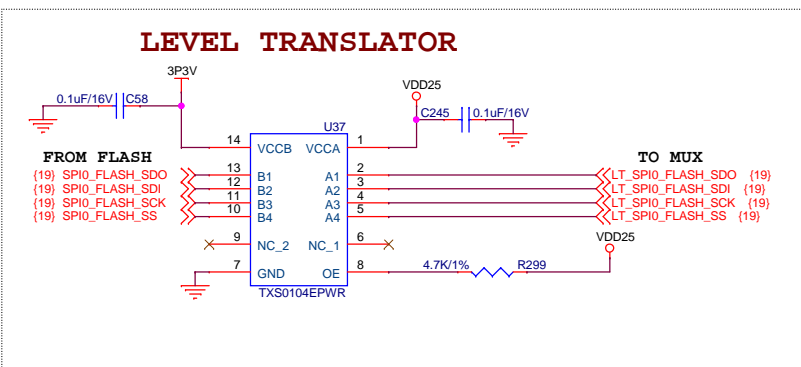 LEVEL TRANSLATOR
3P3V
VDD25
0.1uF/16V C58
C245 0.1uF/16V
U37
14 VCCB VCCA 1
FROM FLASH
TO MUX
{19} SPI0_FLASH_SDO 13 B1 A1 2 LT_SPI0_FLASH_SDO {19}
{19} SPI0_FLASH_SDI 12 B2 A2 3 LT_SPI0_FLASH_SDI {19}
{19} SPI0_FLASH_SCK 11 B3 A3 4 LT_SPI0_FLASH_SCK {19}
{19} SPI0_FLASH_SS 10 B4 A4 5 LT_SPI0_FLASH_SS {19}
VDD25
9 NC_2 NC_1 6
7 GND OE 8 4.7K/1% R299
TXS0104EPWR